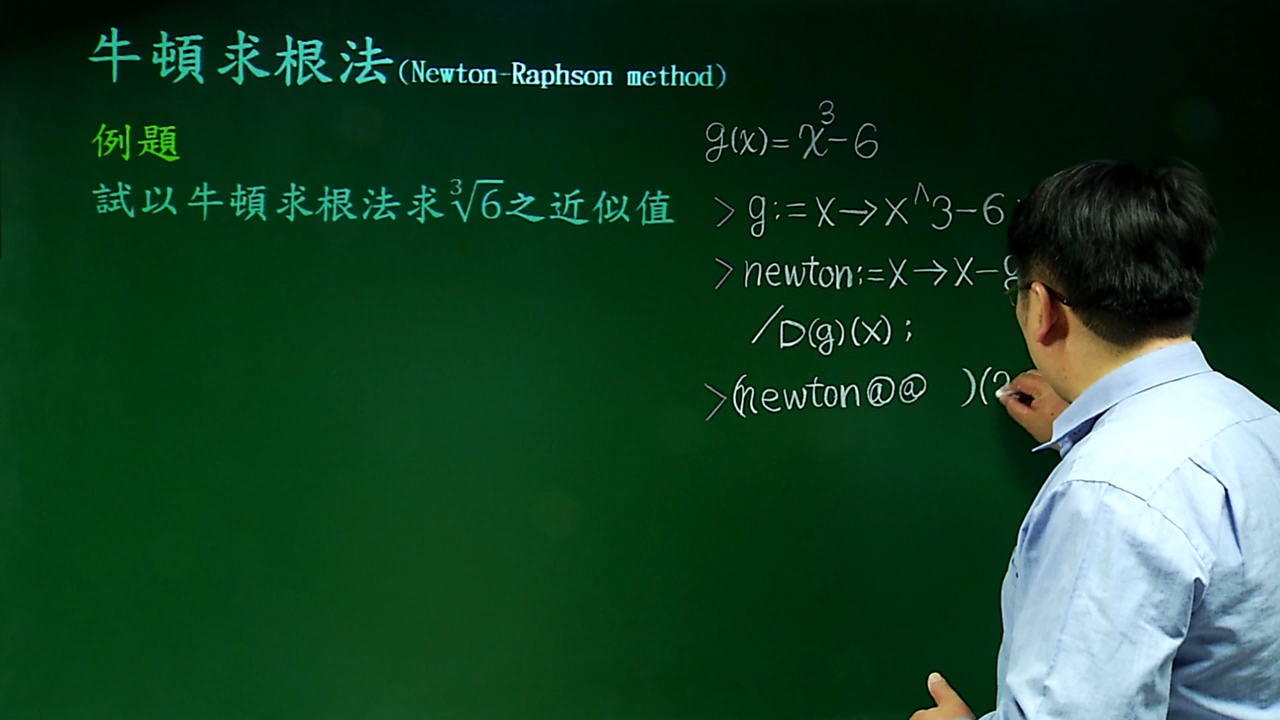 牛頓求根法(Newton-Raphson method)
例題
試以牛頓求根法求∛6之近似值
g(x)=x³-6
>g:=x→x^3-6
>newton:=x→x-g
/D(g)(x);
>(newton@@ )(2